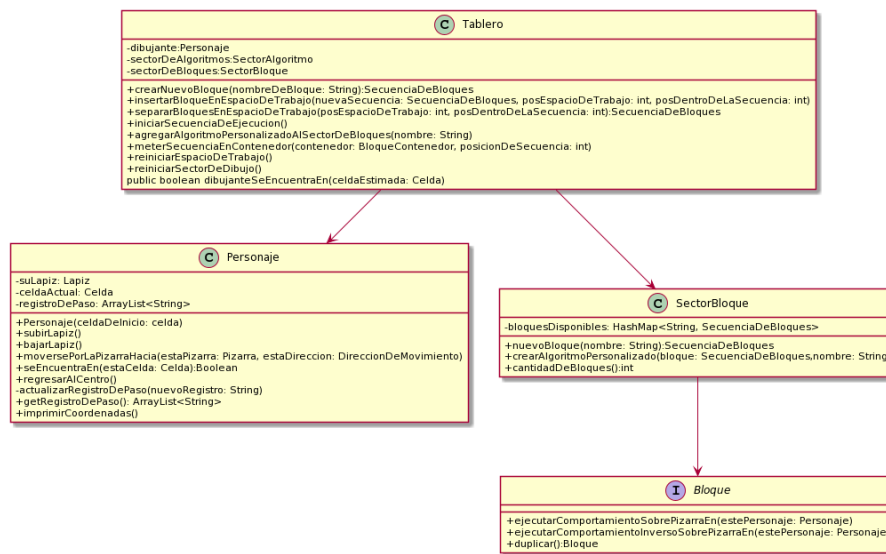 C Tablero
-dibujante:Personaje
-sectorDeAlgoritmos:SectorAlgoritmo
-sectorDeBloques:SectorBloque
+crearNuevoBloque(nombreDeBloque: String):SecuenciaDeBloques
+insertarBloqueEnEspacioDeTrabajo(nuevaSecuencia: SecuenciaDeBloques, posEspacioDeTrabajo: int, posDentroDeLaSecuencia: int)
+separarBloquesEnEspacioDeTrabajo(posEspacioDeTrabajo: int, posDentroDeLaSecuencia: int):SecuenciaDeBloques
+iniciarSecuenciaDeEjecucion()
+agregarAlgoritmoPersonalizadoAlSectorDeBloques(nombre: String)
+meterSecuenciaEnContenedor(contenedor: BloqueContenedor, posicionDeSecuencia: int)
+reiniciarEspacioDeTrabajo()
+reiniciarSectorDeDibujo()
public boolean dibujanteSeEncuentraEn(celdaEstimada: Celda)
C Personaje
-suLapiz: Lapiz
-celdaActual: Celda
-registroDePaso: ArrayList<String>
+Personaje(celdaDeInicio: celda)
+subirLapiz()
+bajarLapiz()
+moversePorLaPizarraHacia(estaPizarra: Pizarra, estaDireccion: DireccionDeMovimiento)
+seEncuentraEn(estaCelda: Celda):Boolean
+regresarAlCentro()
-actualizarRegistroDePaso(nuevoRegistro: String)
+getRegistroDePaso(): ArrayList<String>
+imprimirCoordenadas()
C SectorBloque
-bloquesDisponibles: HashMap<String, SecuenciaDeBloques>
+nuevoBloque(nombre: String):SecuenciaDeBloques
+crearAlgoritmoPersonalizado(bloque: SecuenciaDeBloques,nombre: String
+cantidadDeBloques():int
I Bloque
+ejecutarComportamientoSobrePizarraEn(estePersonaje: Personaje)
+ejecutarComportamientoInversoSobrePizarraEn(estePersonaje: Personaje
+duplicar():Bloque